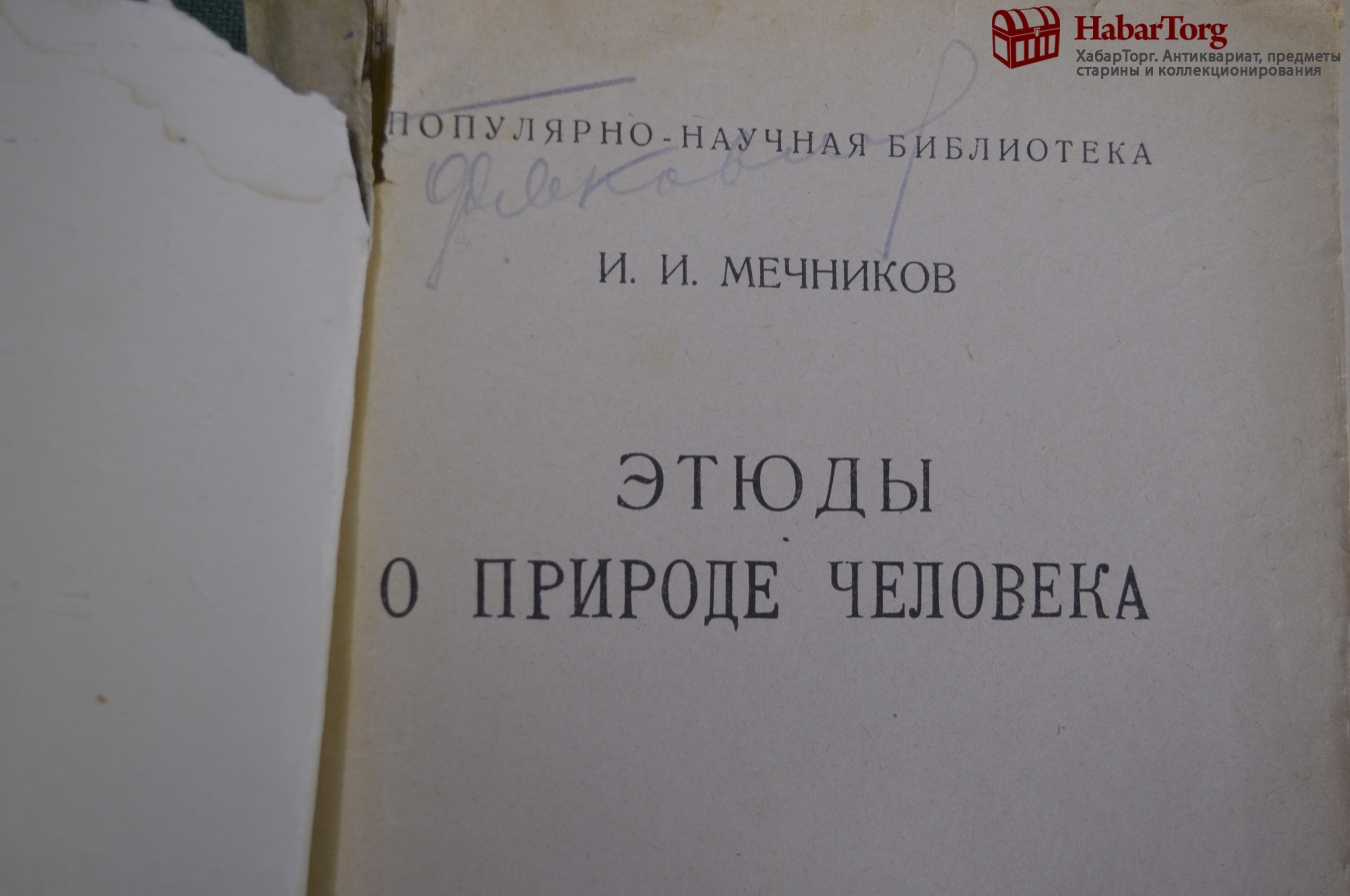 HabarTorg
ХабарТорг. Антиквариат, предметы
старины и коллекционирования
ПОПУЛЯРНО-НАУЧНАЯ БИБЛИОТЕКА
И. И. МЕЧНИКОВ
ЭТЮДЫ
О ПРИРОДЕ ЧЕЛОВЕКА